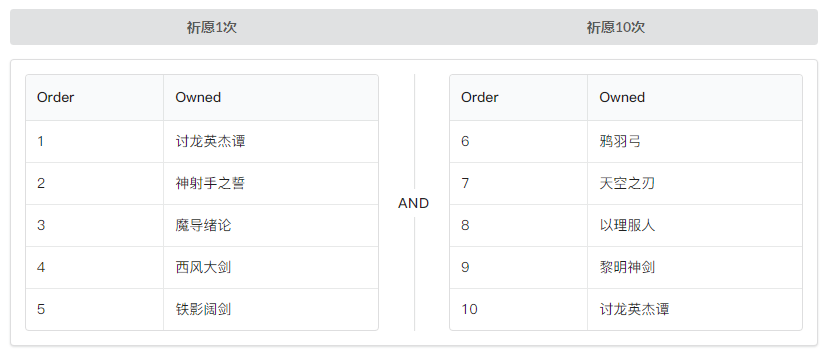 祈愿1次
祈愿10次
Order Owned
1 讨龙英杰谭
2 神射手之誓
3 魔导绪论
4 西风大剑
5 铁影阔剑
AND
Order Owned
6 鸦羽弓
7 天空之刃
8 以理服人
9 黎明神剑
10 讨龙英杰谭